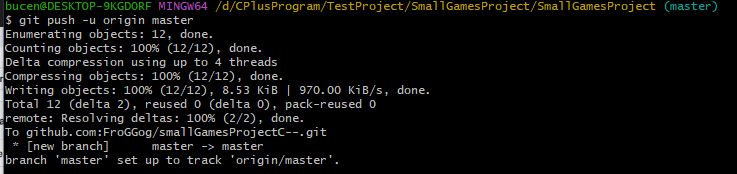 bucen@DESKTOP-9KGDORF MINGW64 /d/CPlusProgram/TestProject/SmallGamesProject/SmallGamesProject (master)
$ git push -u origin master
Enumerating objects: 12, done.
Counting objects: 100% (12/12), done.
Delta compression using up to 4 threads
Compressing objects: 100% (12/12), done.
Writing objects: 100% (12/12), 8.53 KiB | 970.00 KiB/s, done.
Total 12 (delta 2), reused 0 (delta 0), pack-reused 0
remote: Resolving deltas: 100% (2/2), done.
To github.com:FroGGog/smallGamesProjectC--.git
 * [new branch]      master -> master
branch 'master' set up to track 'origin/master'.